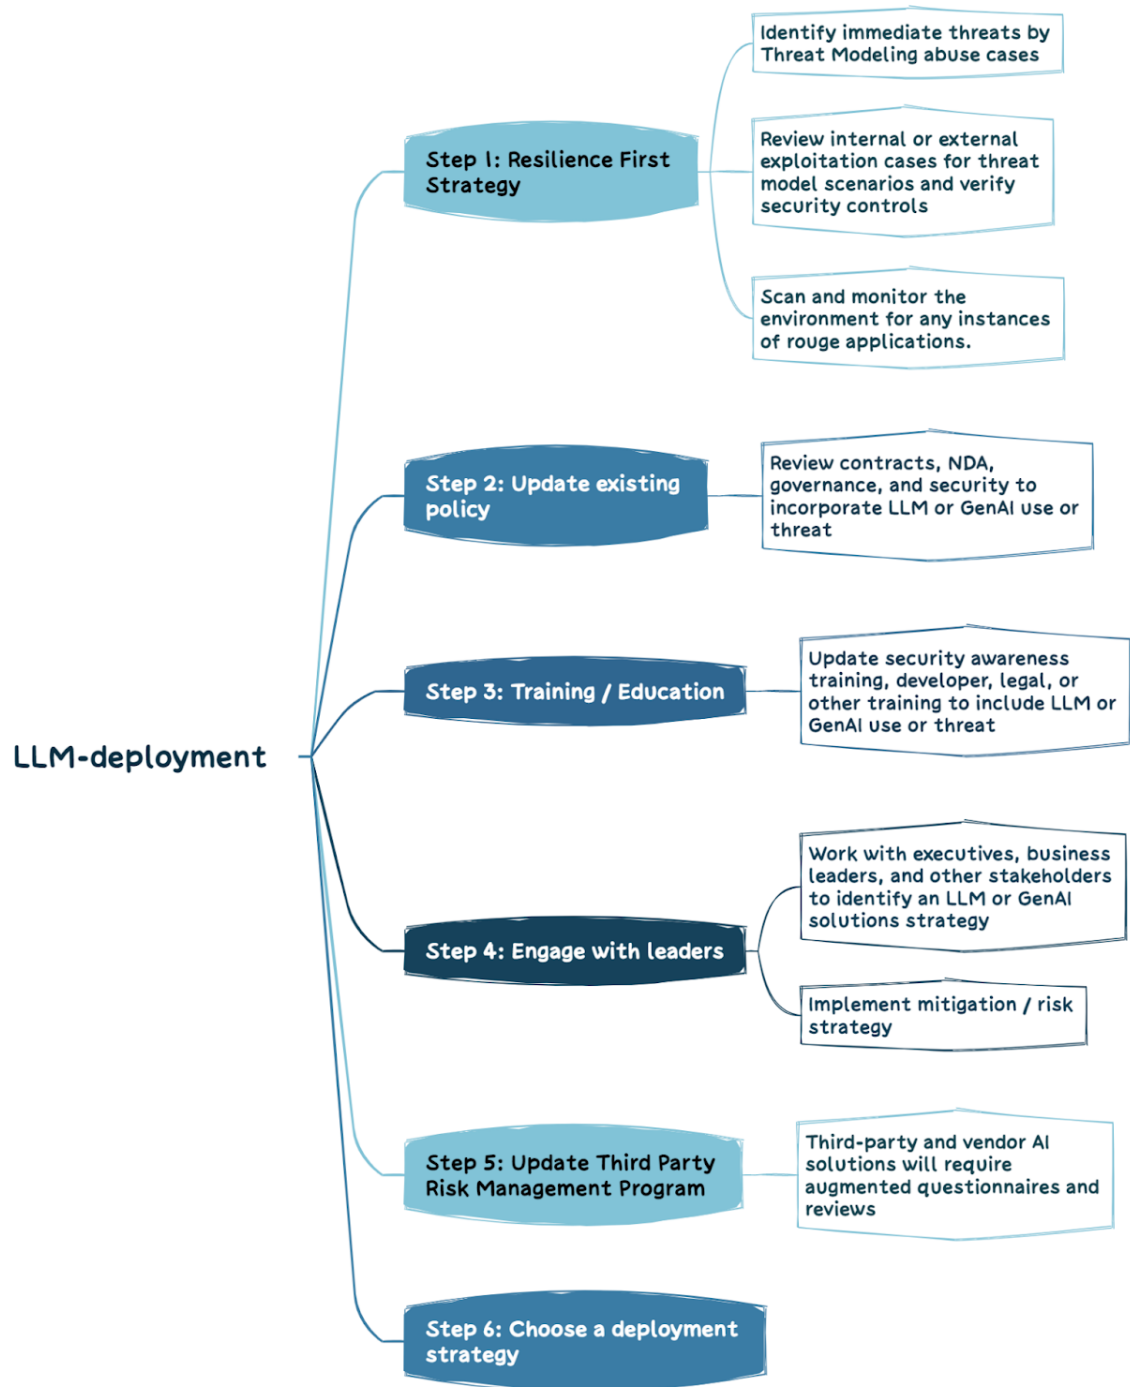 LLM-deployment
Step 1: Resilience First
Strategy
Identify immediate threats by
Threat Modeling abuse cases
Review internal or external
exploitation cases for threat
model scenarios and verify
security controls
Scan and monitor the
environment for any instances
of rouge applications.
Step 2: Update existing
policy
Review contracts, NDA,
governance, and security to
incorporate LLM or GenAI use or
threat
Step 3: Training / Education
Update security awareness
training, developer, legal, or
other training to include LLM or
GenAI use or threat
Step 4: Engage with leaders
Work with executives, business
leaders, and other stakeholders
to identify an LLM or GenAI
solutions strategy
Implement mitigation / risk
strategy
Step 5: Update Third Party
Risk Management Program
Third-party and vendor AI
solutions will require
augmented questionnaires and
reviews
Step 6: Choose a deployment
strategy